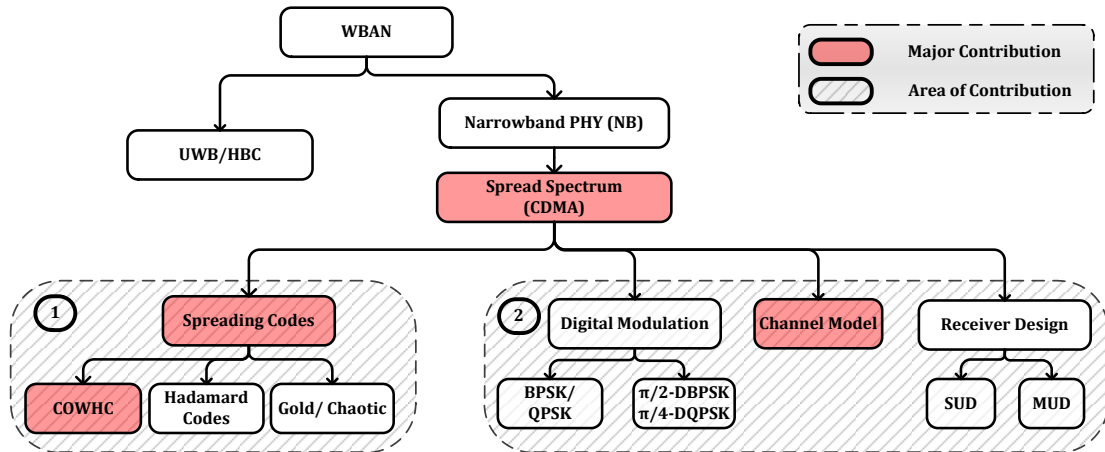 WBAN
Major Contribution
Area of Contribution
Narrowband PHY (NB)
UWB/HBC
Spread Spectrum
(CDMA)
1
Spreading Codes
COWHC
Hadamard
Codes
Gold/ Chaotic
2
Digital Modulation
Channel Model
Receiver Design
BPSK/
QPSK
π/2-DBPSK
π/4-DQPSK
SUD
MUD